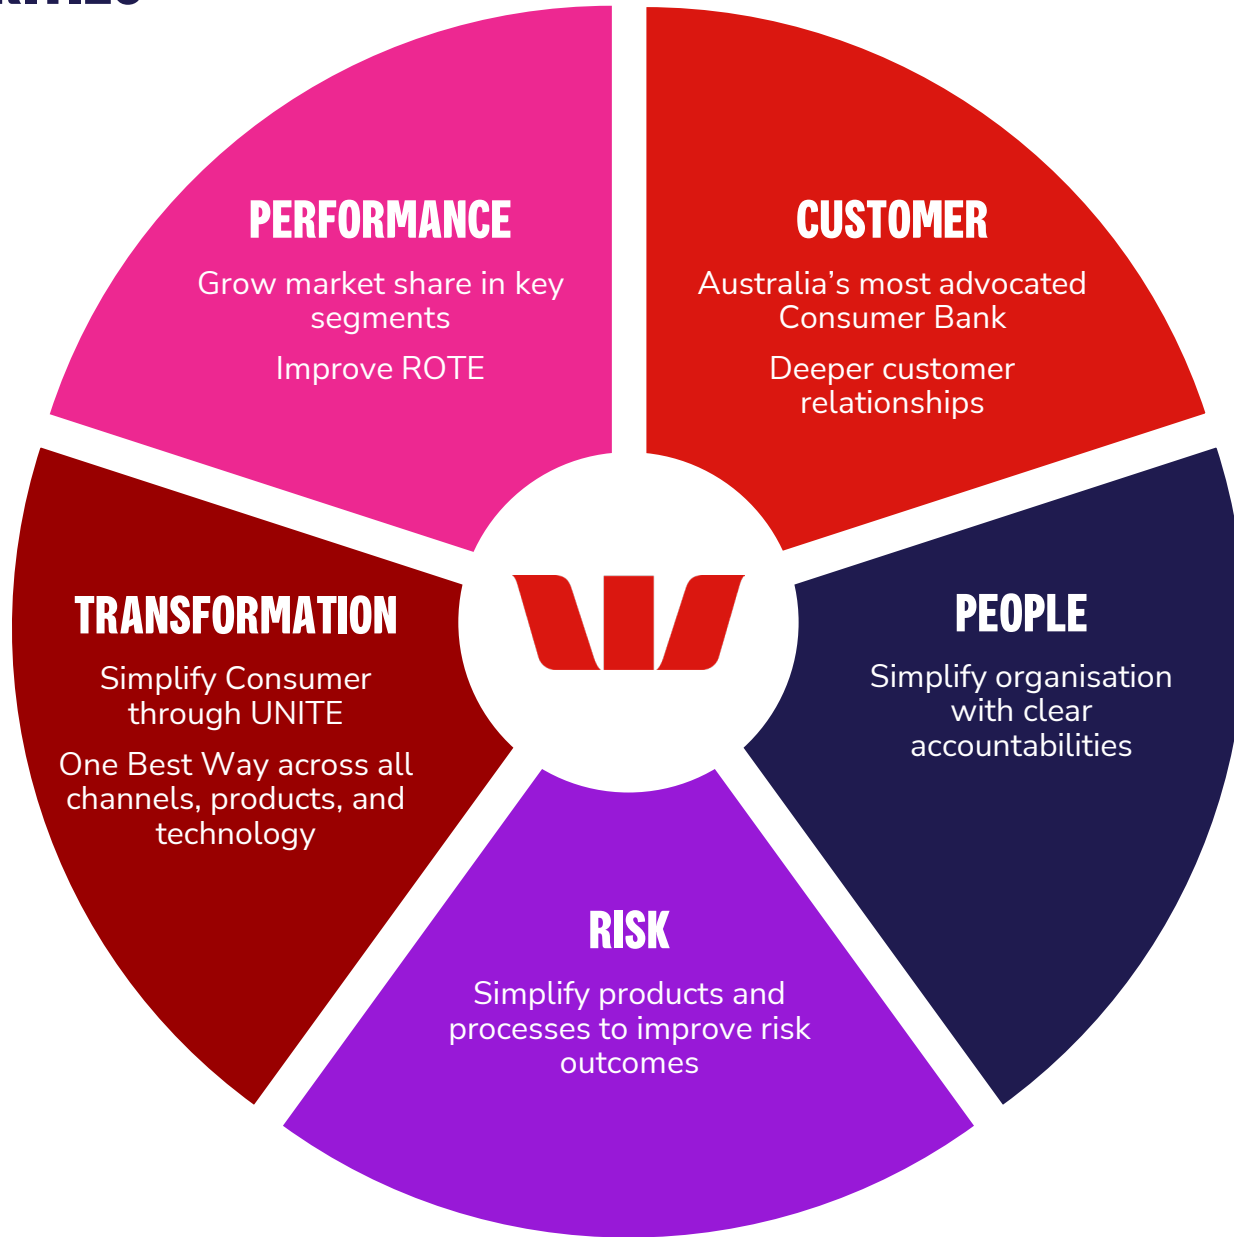 PERFORMANCE
Grow market share in key
segments
Improve ROTE
CUSTOMER
Australia's most advocated
Consumer Bank
Deeper customer
relationships
TRANSFORMATION
Simplify Consumer
through UNITE
One Best Way across all
channels, products, and
technology
PEOPLE
Simplify organisation
with clear
accountabilities
RISK
Simplify products and
processes to improve risk
outcomes